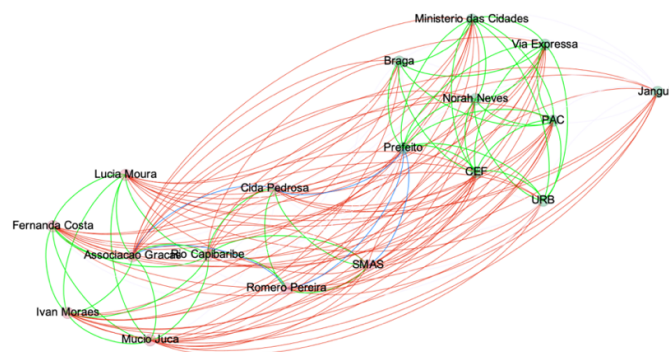 Ministerio das Cidades
Via Expressa
Braga
Jangu
Norah Neves
PAC
Prefeito
CEF
Lucia Moura
Cida Pedrosa
URB
Fernanda Costa
Associacao Gracas
Rio Capibaribe
SMAS
Romero Pereira
Ivan Moraes
Mucio Juca